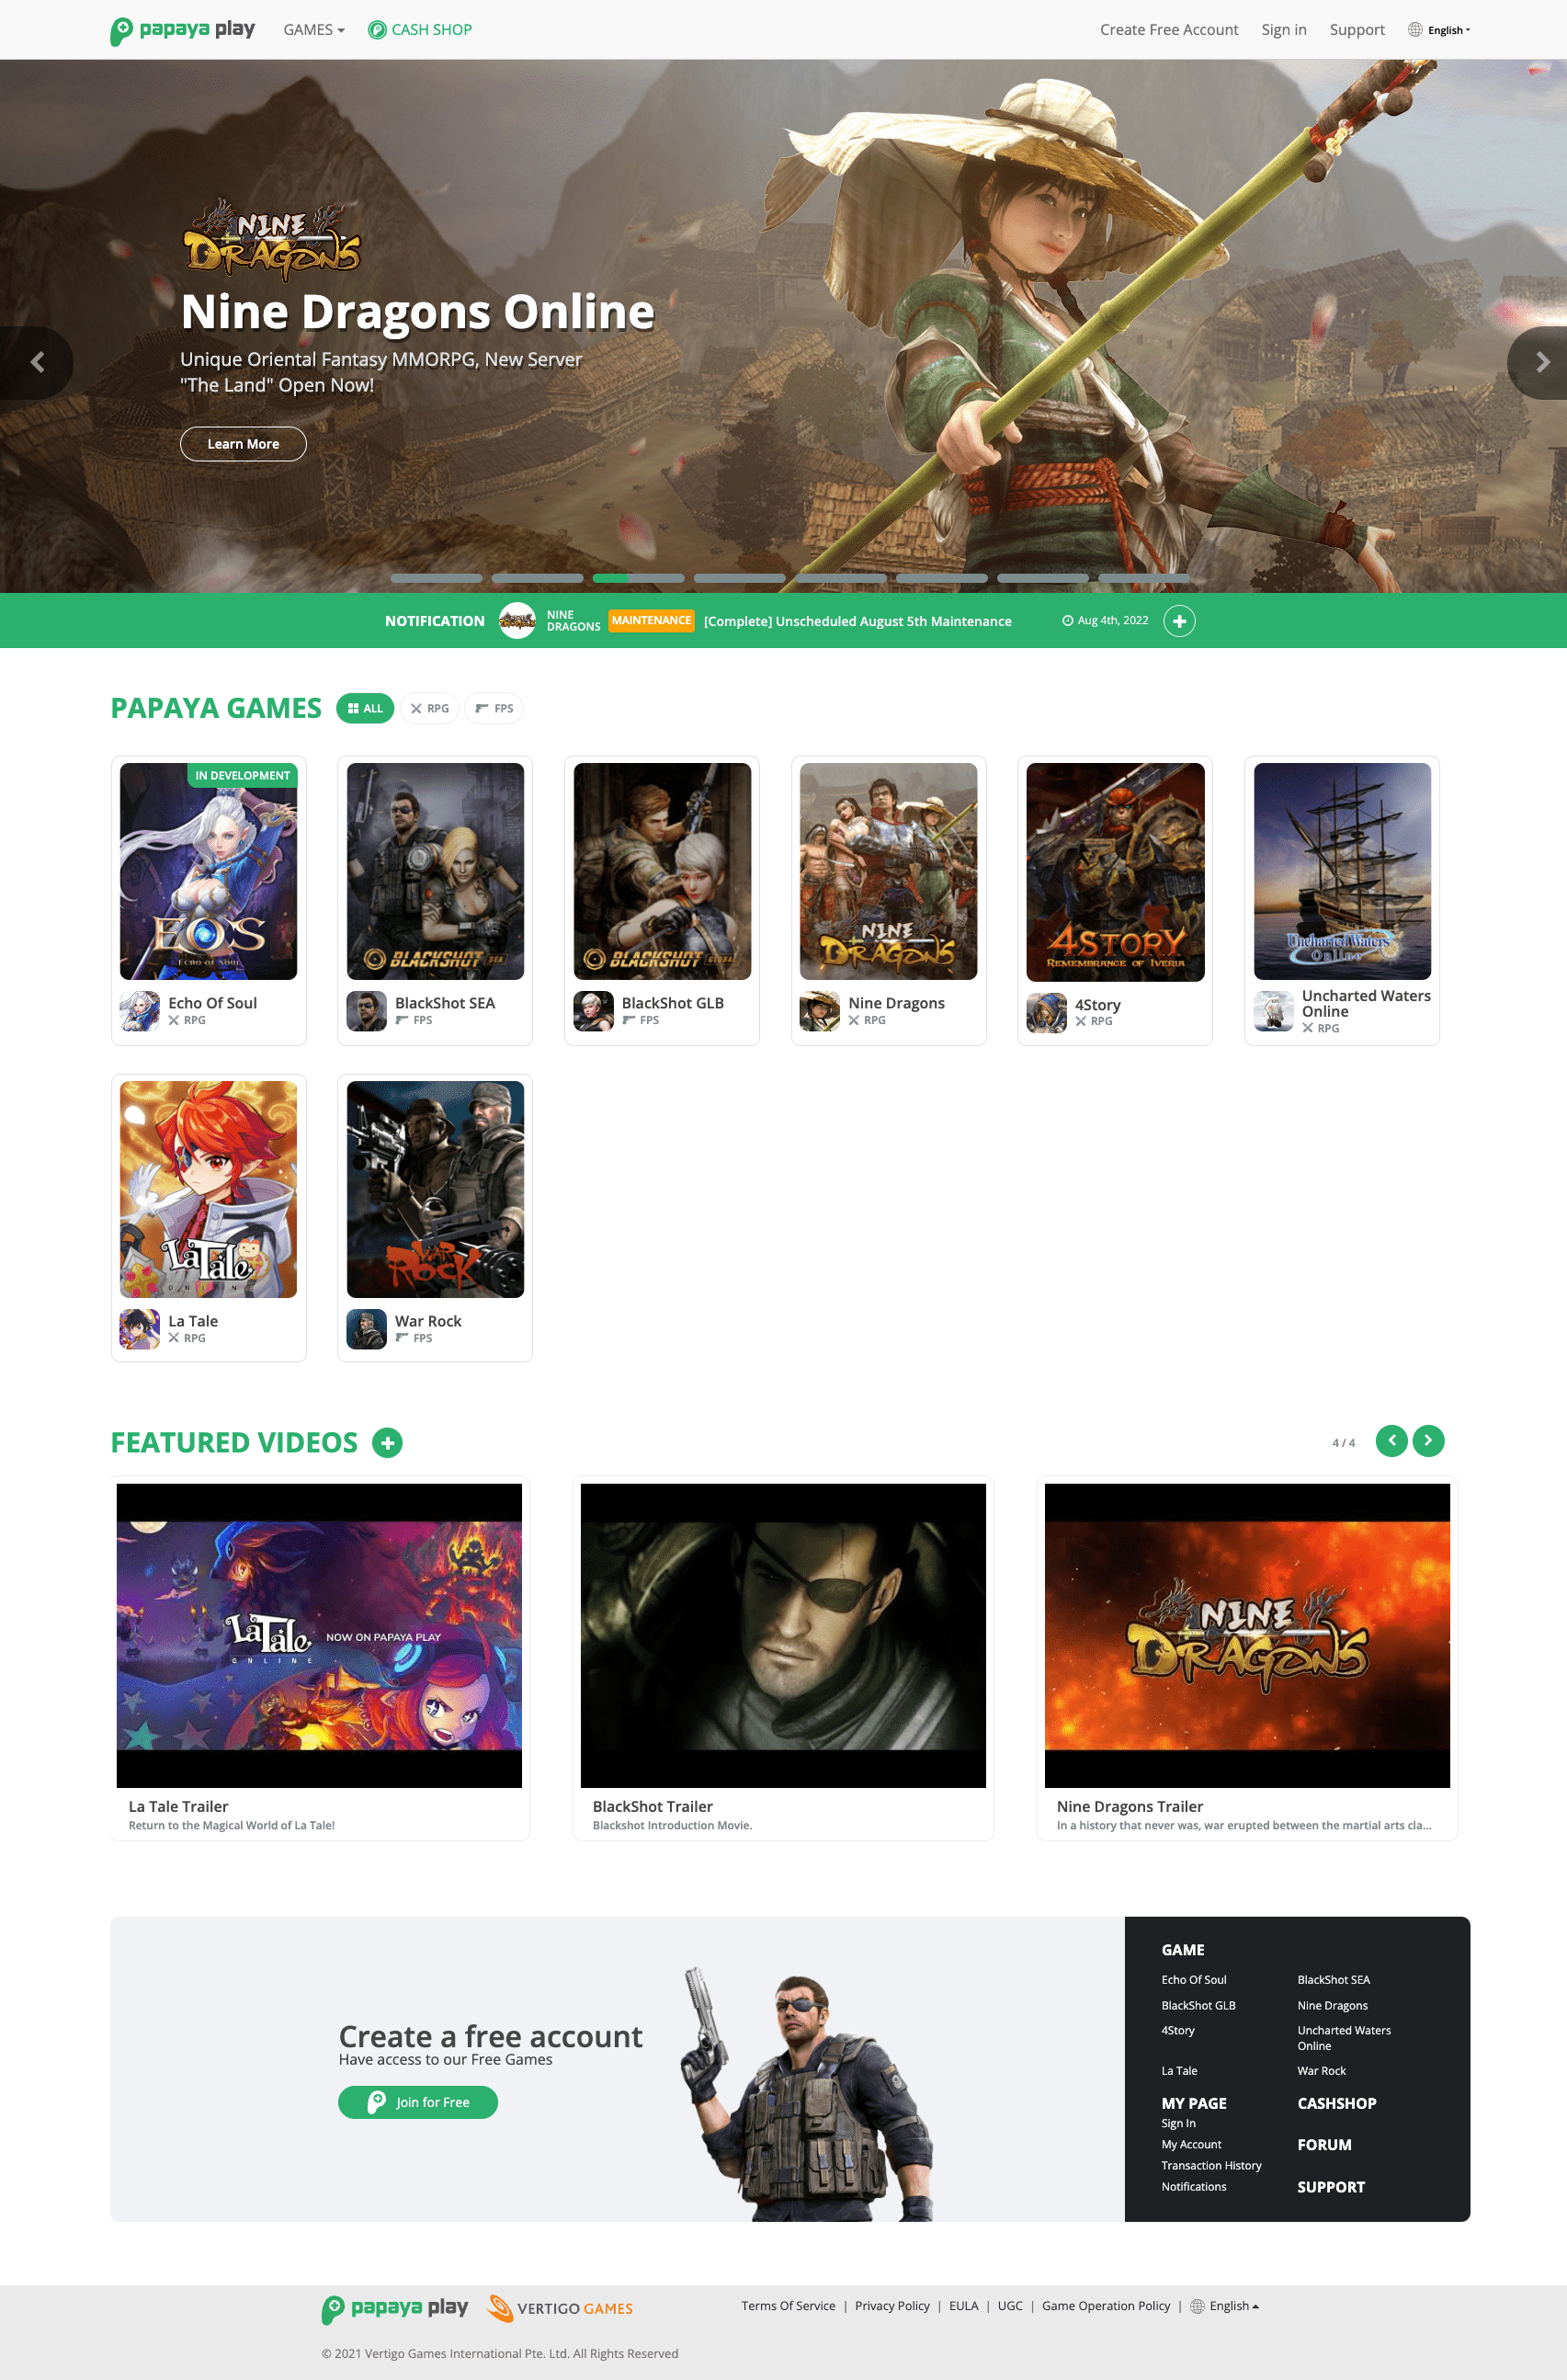 papaya play
GAMES
CASH SHOP
Create Free Account
Sign in
Support
English
NINE
DRAGONS
Nine Dragons Online
Unique Oriental Fantasy MMORPG, New Server
"The Land" Open Now!
Learn More
NOTIFICATION
NINE
DRAGONS
MAINTENANCE
[Complete] Unscheduled August 5th Maintenance
Aug 4th, 2022
PAPAYA GAMES
ALL
RPG
FPS
IN DEVELOPMENT
EOS
Echo of Soul
Echo Of Soul
RPG
BLACKSHOT SEA
BlackShot SEA
FPS
BLACKSHOT GLOBAL
BlackShot GLB
FPS
NINE
DRAGONS
Nine Dragons
RPG
4STORY
REMEMBRANCE OF IVERIA
4Story
RPG
Uncharted Waters
Online
Uncharted Waters
Online
RPG
La Tale
ONLINE
La Tale
RPG
WAR
ROCK
War Rock
FPS
FEATURED VIDEOS
4 / 4
La Tale
ONLINE
NOW ON PAPAYA PLAY
La Tale Trailer
Return to the Magical World of La Tale!
BlackShot Trailer
Blackshot Introduction Movie.
NINE
DRAGONS
Nine Dragons Trailer
In a history that never was, war erupted between the martial arts cla...
Create a free account
Have access to our Free Games
Join for Free
GAME
Echo Of Soul
BlackShot SEA
BlackShot GLB
Nine Dragons
4Story
Uncharted Waters
Online
La Tale
War Rock
MY PAGE
Sign In
My Account
Transaction History
Notifications
CASHSHOP
FORUM
SUPPORT
papaya play
VERTIGO GAMES
Terms Of Service | Privacy Policy | EULA | UGC | Game Operation Policy | English
© 2021 Vertigo Games International Pte. Ltd. All Rights Reserved